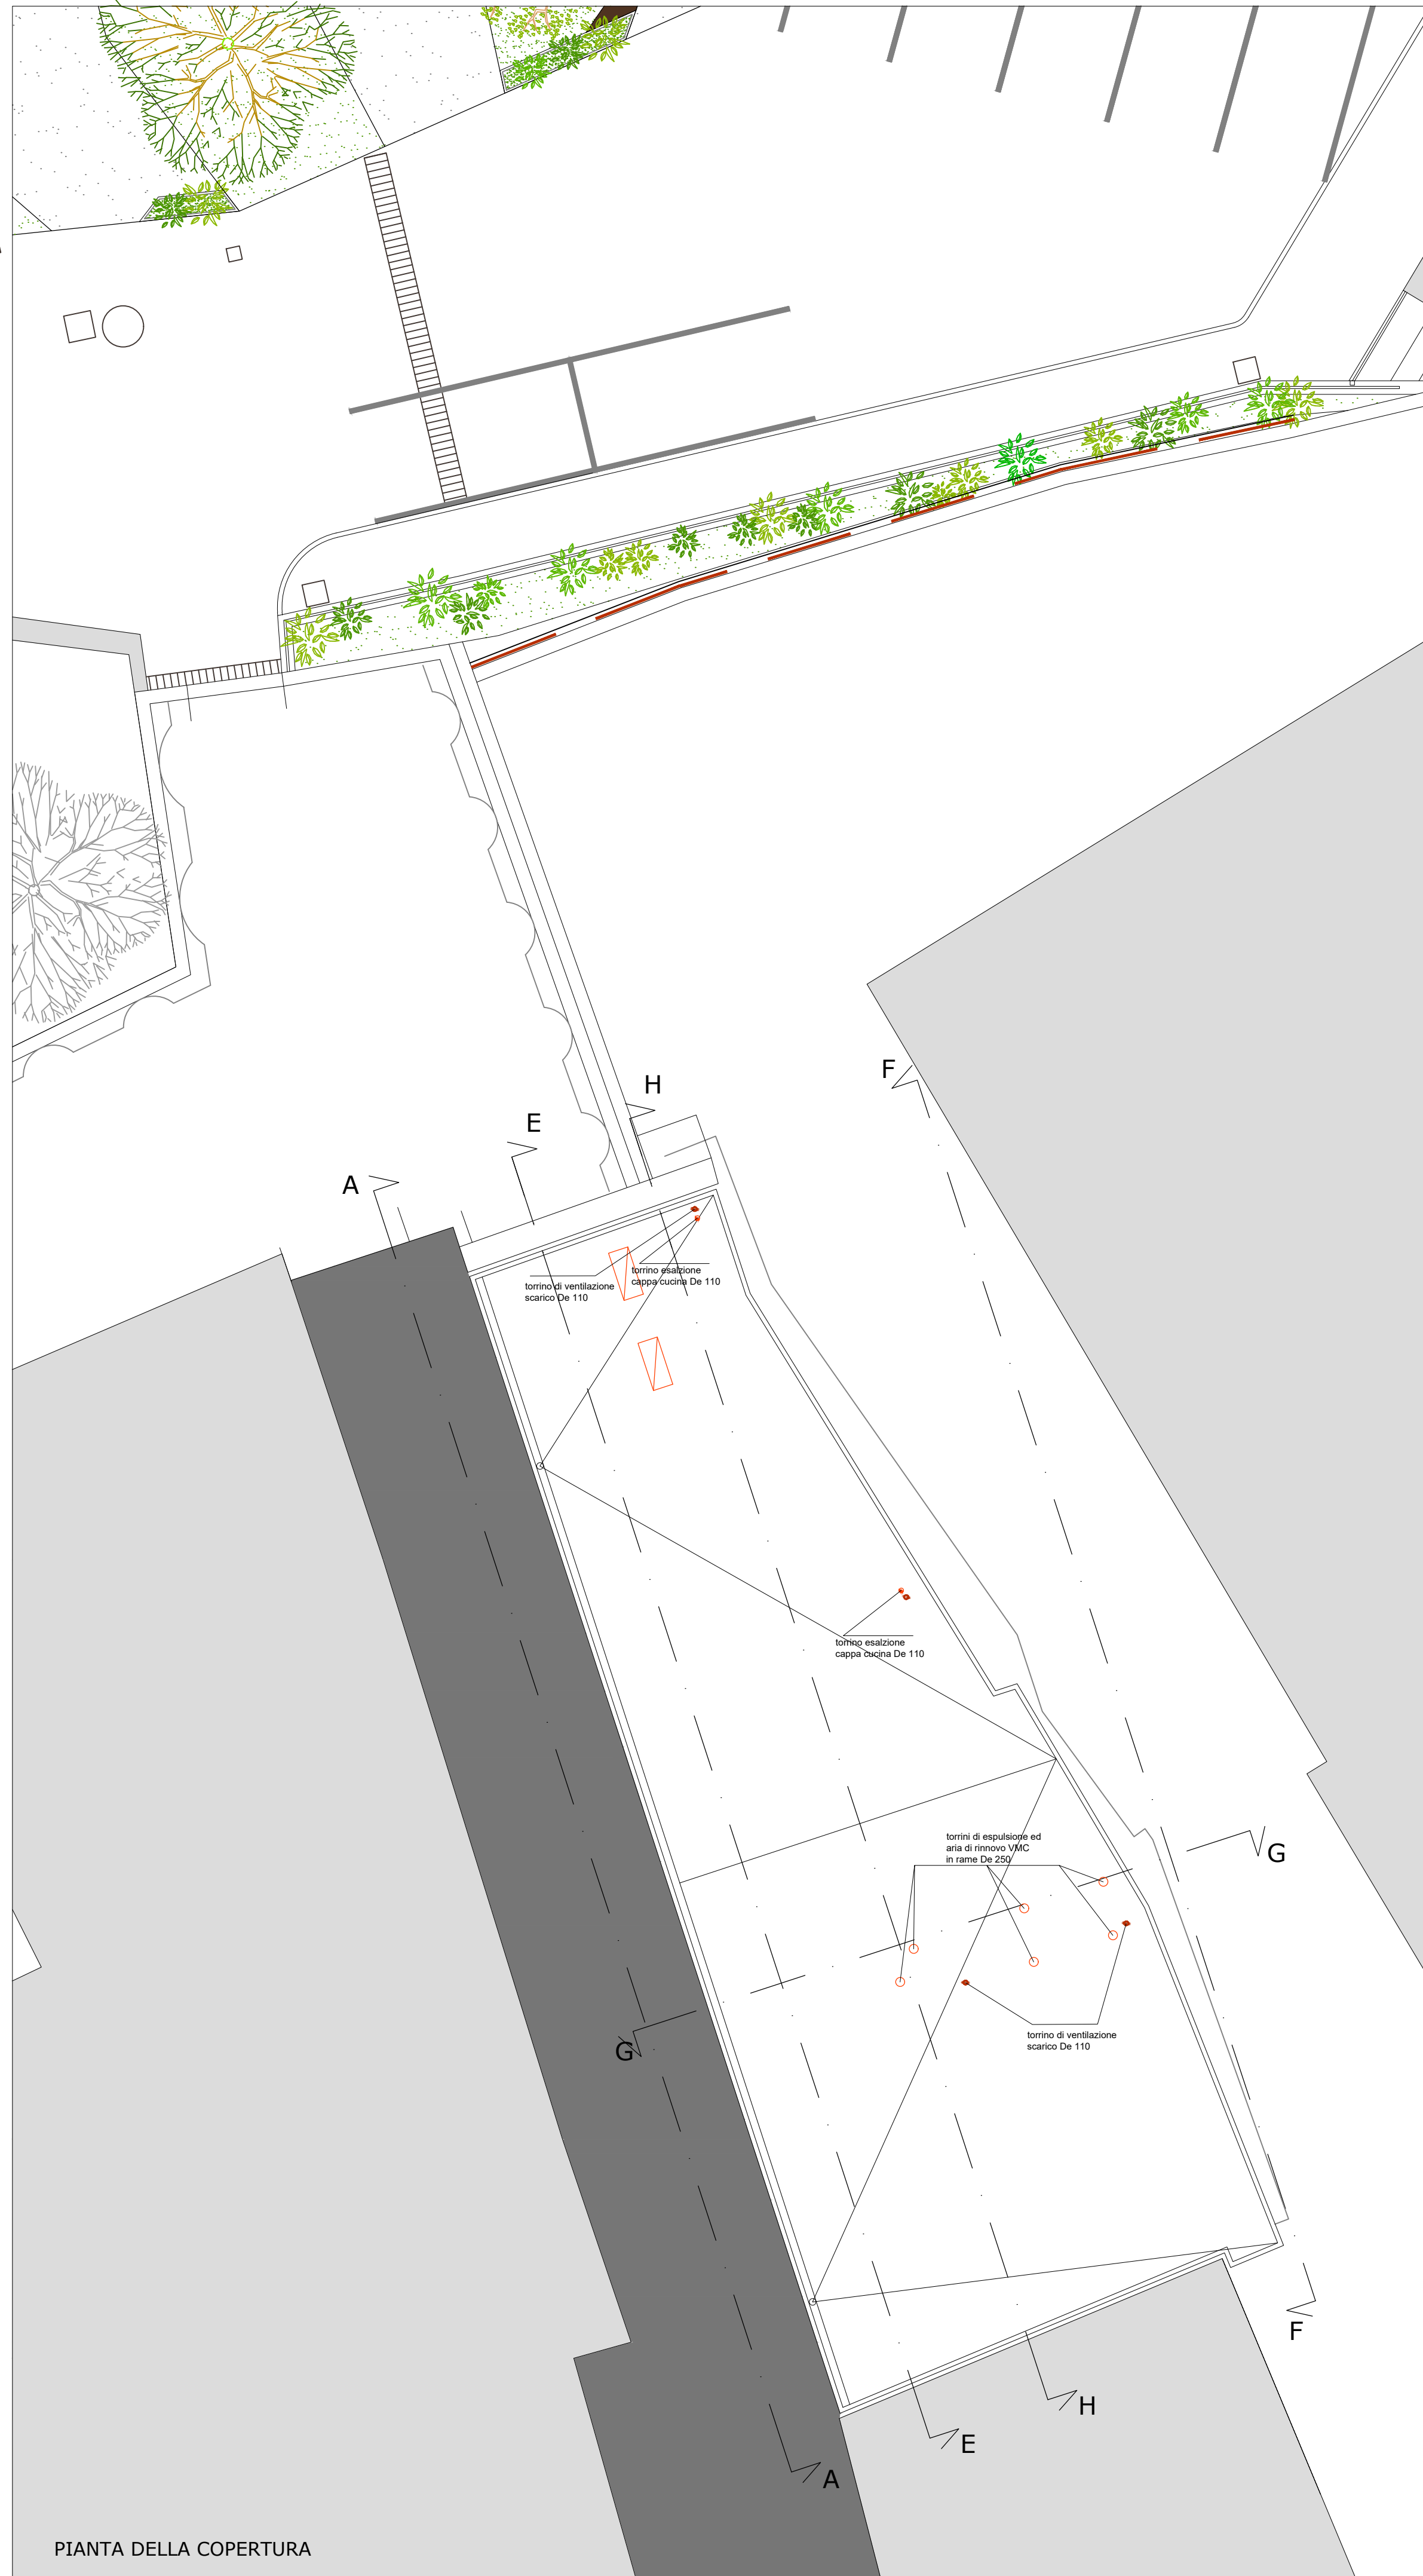 F
H
E
A
torrino esalzione
cappa cucina De 110
torrino di ventilazione
scarico De 110
torrino esalzione
cappa cucina De 110
torrini di espulsione ed
aria di rinnovo VMC
in rame De 250
G
G
torrino di ventilazione
scarico De 110
F
H
E
A
PIANTA DELLA COPERTURA